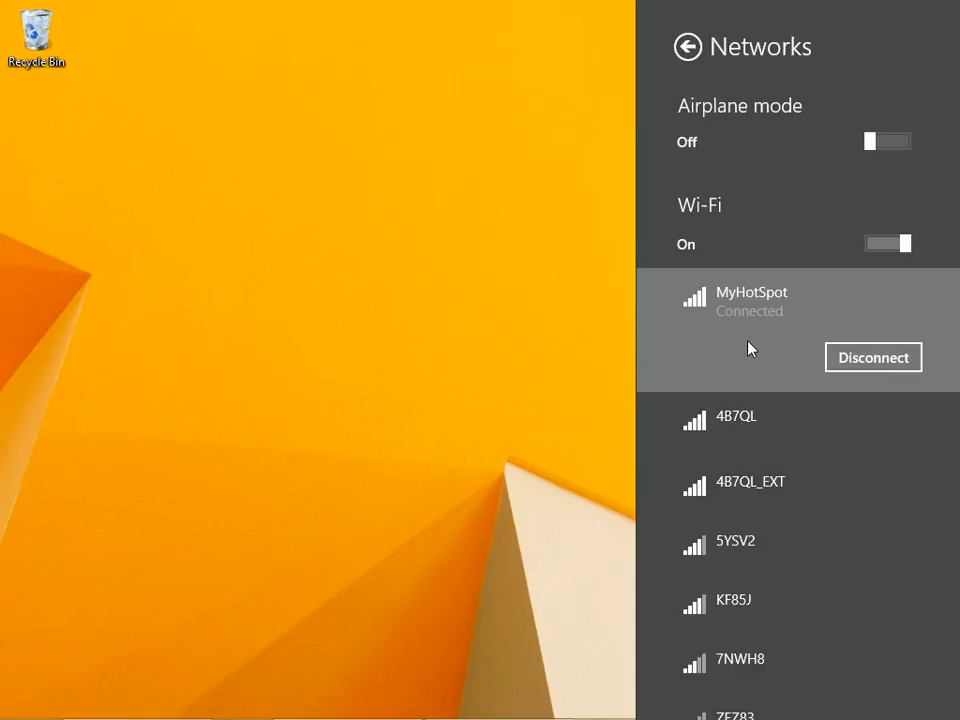 Recycle Bin
Networks
Airplane mode
Off
Wi-Fi
On
MyHotSpot
Connected
Disconnect
4B7QL
4B7QL_EXT
5YSV2
KF85J
7NWH8